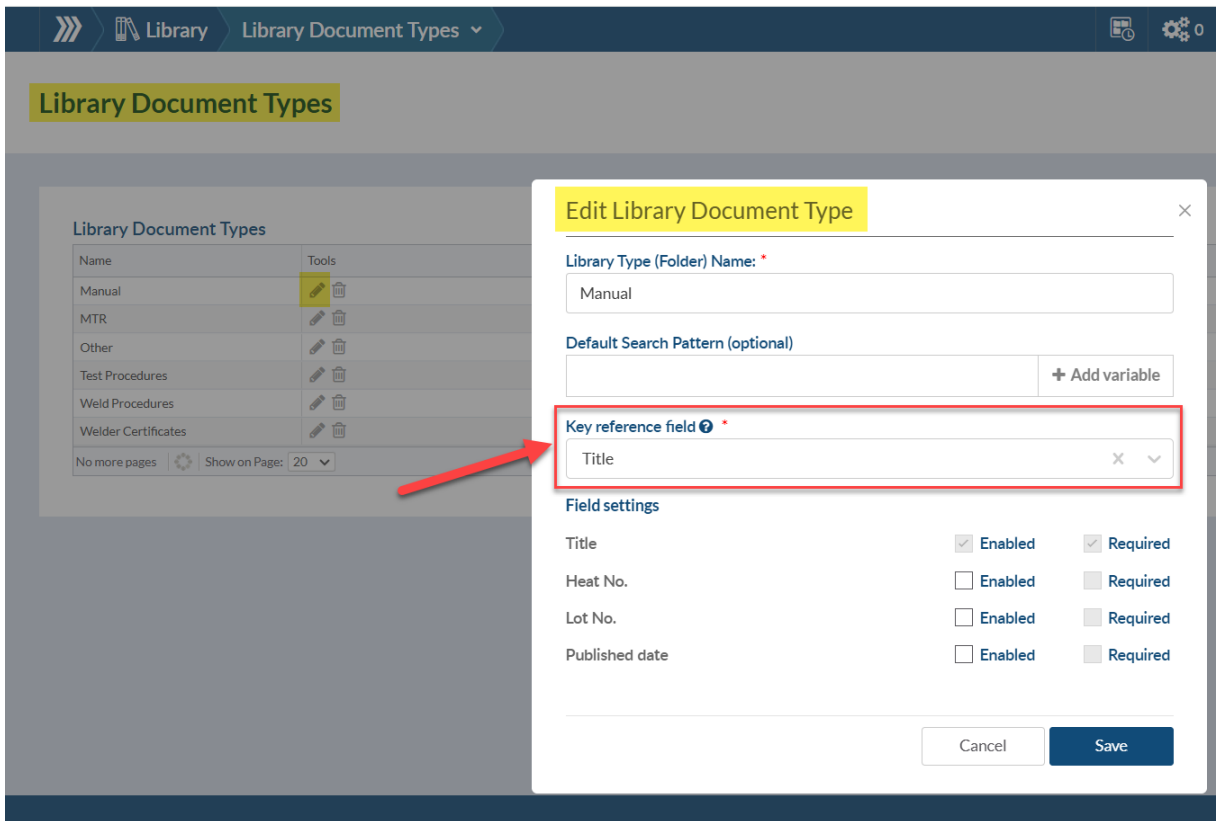 Library
Library Document Types
0
Library Document Types
Library Document Types
Name Tools
Manual
MTR
Other
Test Procedures
Weld Procedures
Welder Certificates
No more pages Show on Page: 20
Edit Library Document Type
Library Type (Folder) Name: *
Manual
Default Search Pattern (optional)
+ Add variable
Key reference field ? *
Title
Field settings
Title Enabled Required
Heat No. Enabled Required
Lot No. Enabled Required
Published date Enabled Required
Cancel Save